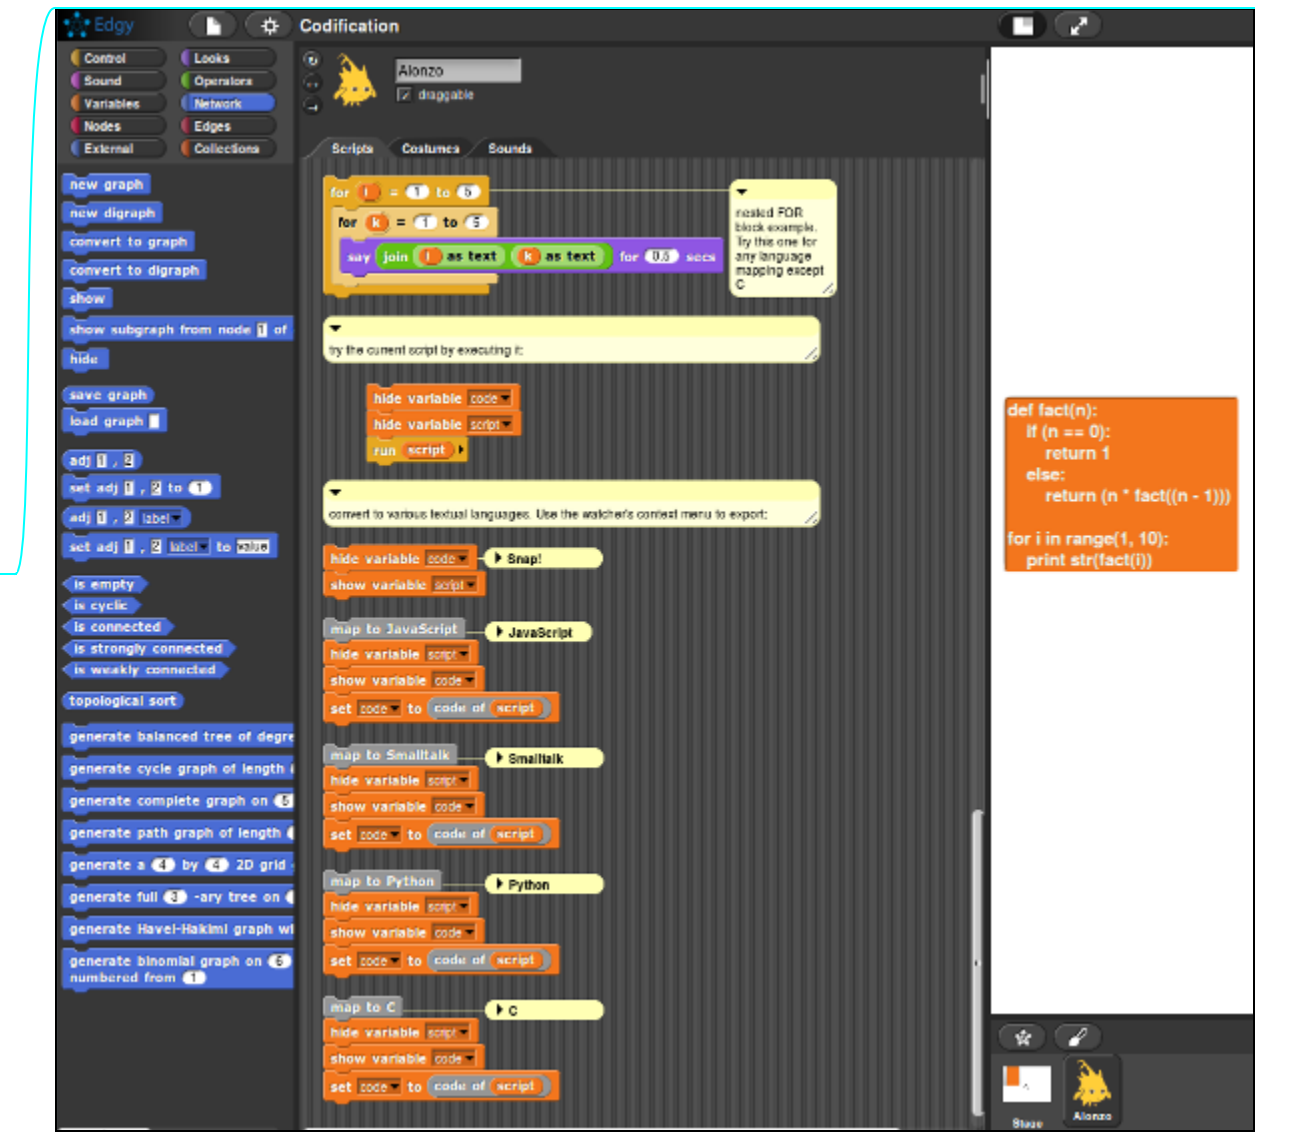 Edgy
Codification
Control Looks
Sound Operators
Variables Network
Nodes Edges
External Collections
Alonzo
draggable
Scripts Costumes Sounds
new graph
new digraph
convert to graph
convert to digraph
show
show subgraph from node 1 of
hide
save graph
load graph
adj 1 , 2
set adj 1 , 2 to 1
adj 1 , 2 label
set adj 1 , 2 label to value
is empty
is cyclic
is connected
is strongly connected
is weakly connected
topological sort
generate balanced tree of degre
generate cycle graph of length
generate complete graph on 5
generate path graph of length
generate a 4 by 4 2D grid
generate full 3 -ary tree on
generate Havel-Hakimi graph wi
generate binomial graph on 6
numbered from 1
for i = 1 to 5
for k = 1 to 5
say join i as text k as text for 0.5 secs
nested FOR
block example.
Try this one for
any language
mapping except
C
try the current script by executing it:
hide variable code
hide variable script
run script
convert to various textual languages. Use the watcher's context menu to export:
hide variable code Snap!
show variable script
map to JavaScript JavaScript
hide variable script
show variable code
set code to code of script
map to Smalltalk Smalltalk
hide variable script
show variable code
set code to code of script
map to Python Python
hide variable script
show variable code
set code to code of script
map to C C
hide variable script
show variable code
set code to code of script
def fact(n):
if (n == 0):
return 1
else:
return (n * fact((n - 1)))
for i in range(1, 10):
print str(fact(i))
Stage
Alonzo